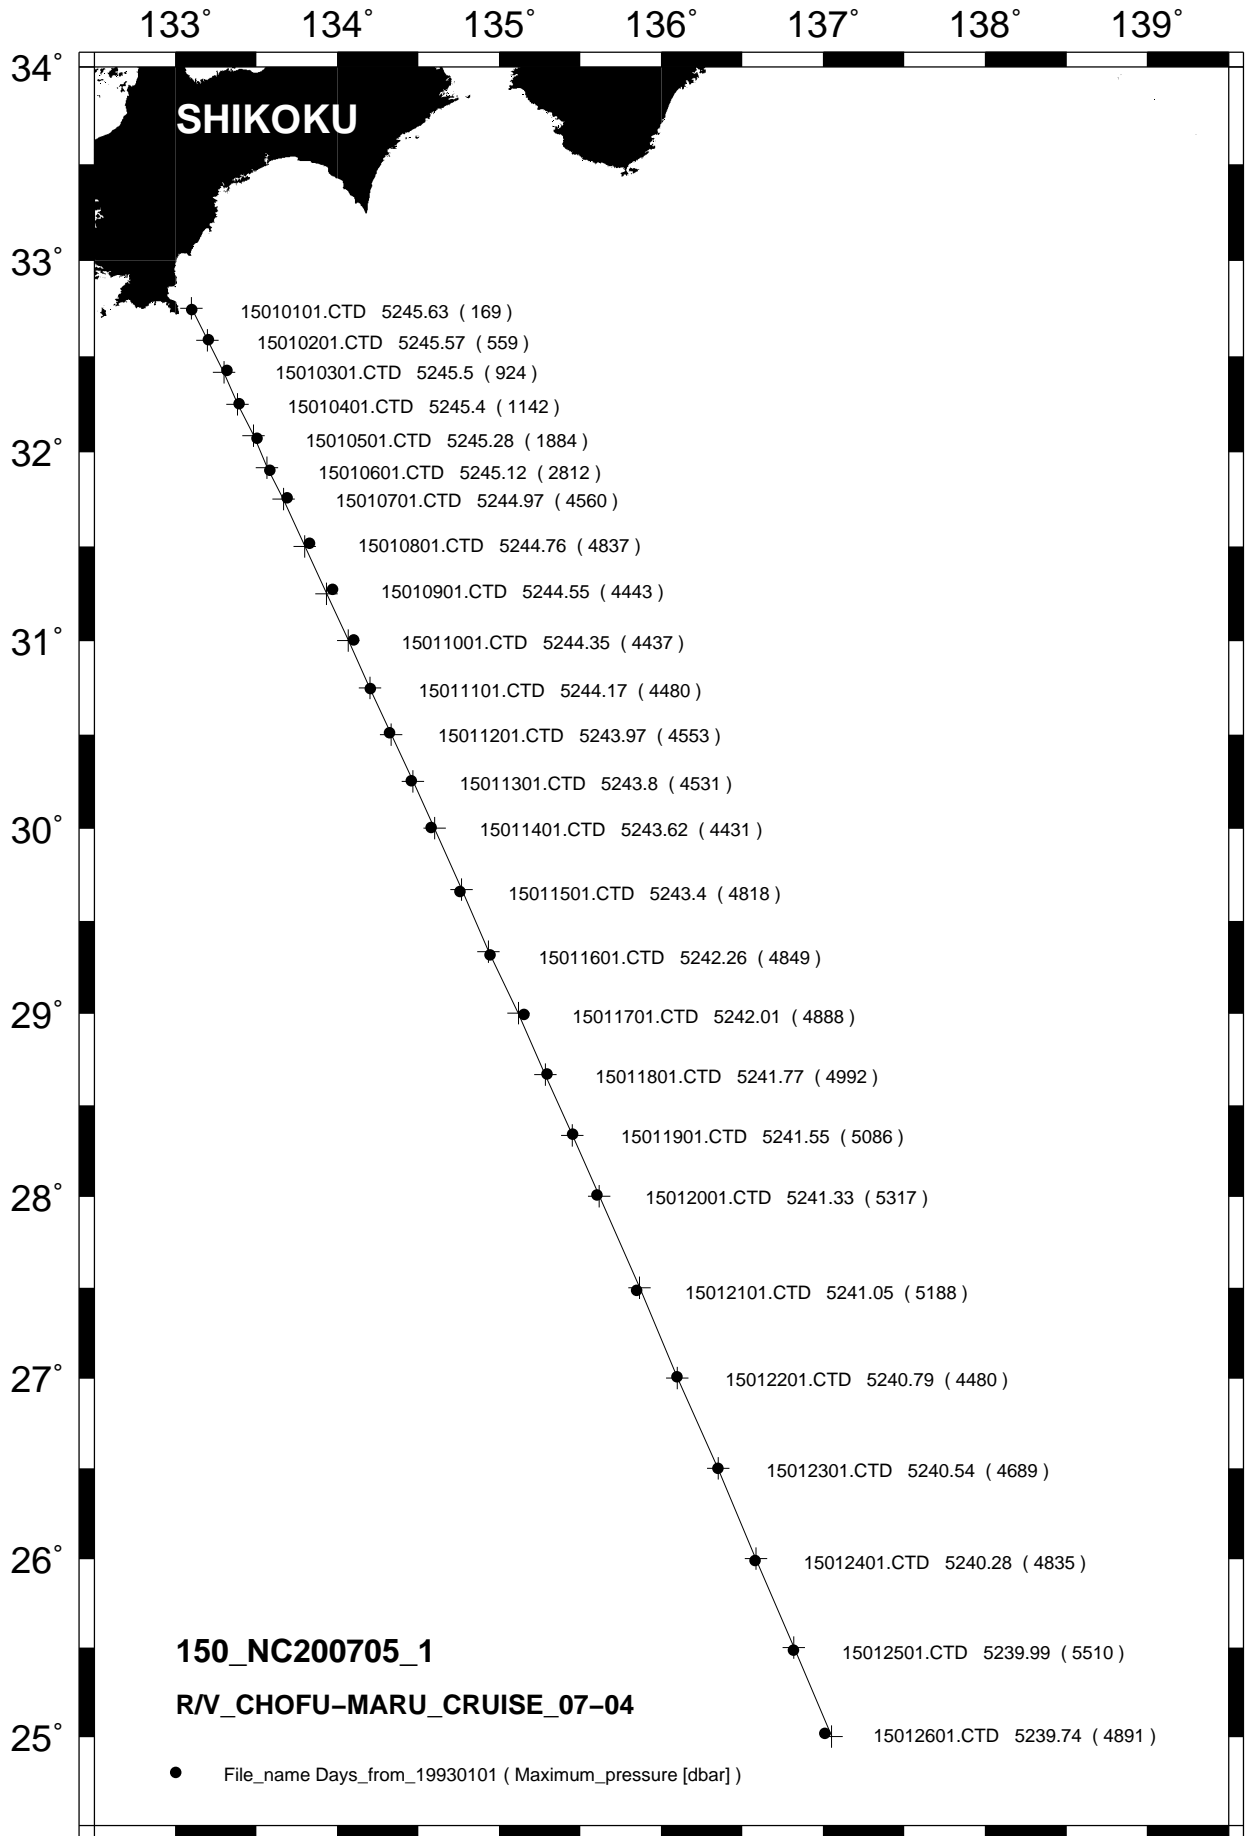 133° 134° 135° 136° 137° 138° 139°
34°
SHIKOKU
33°
15010101.CTD 5245.63 ( 169 )
15010201.CTD 5245.57 ( 559 )
15010301.CTD 5245.5 ( 924 )
15010401.CTD 5245.4 ( 1142 )
15010501.CTD 5245.28 ( 1884 )
32°
15010601.CTD 5245.12 ( 2812 )
15010701.CTD 5244.97 ( 4560 )
15010801.CTD 5244.76 ( 4837 )
15010901.CTD 5244.55 ( 4443 )
31°
15011001.CTD 5244.35 ( 4437 )
15011101.CTD 5244.17 ( 4480 )
15011201.CTD 5243.97 ( 4553 )
15011301.CTD 5243.8 ( 4531 )
30°
15011401.CTD 5243.62 ( 4431 )
15011501.CTD 5243.4 ( 4818 )
15011601.CTD 5242.26 ( 4849 )
29°
15011701.CTD 5242.01 ( 4888 )
15011801.CTD 5241.77 ( 4992 )
15011901.CTD 5241.55 ( 5086 )
28°
15012001.CTD 5241.33 ( 5317 )
15012101.CTD 5241.05 ( 5188 )
27°
15012201.CTD 5240.79 ( 4480 )
15012301.CTD 5240.54 ( 4689 )
26°
15012401.CTD 5240.28 ( 4835 )
150_NC200705_1
15012501.CTD 5239.99 ( 5510 )
R/V_CHOFU−MARU_CRUISE_07−04
25°
15012601.CTD 5239.74 ( 4891 )
File_name Days_from_19930101 ( Maximum_pressure [dbar] )